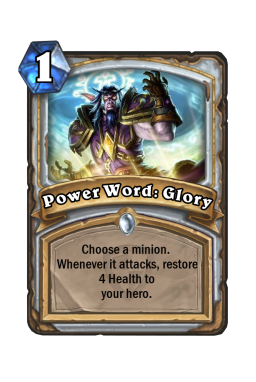 1
Power Word: Glory
Choose a minion.
Whenever it attacks, restore
4 Health to
your hero.